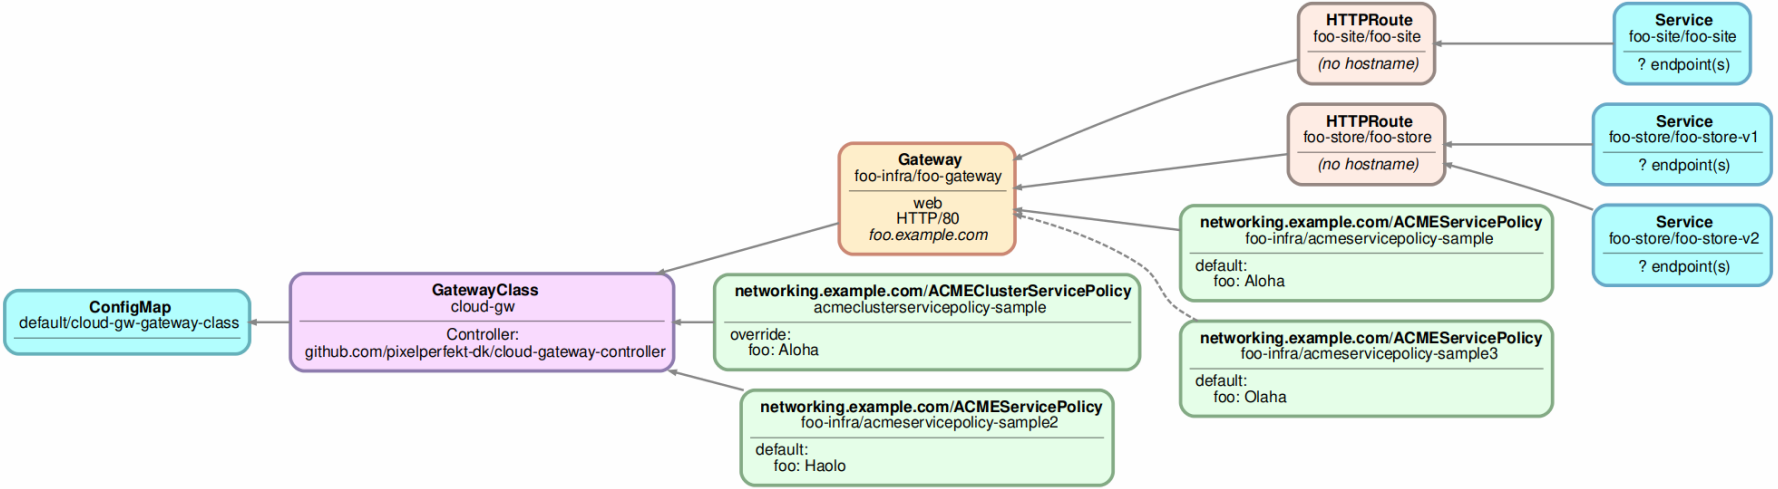 HTTPRoute
foo-site/foo-site
(no hostname)
Service
foo-site/foo-site
? endpoint(s)
HTTPRoute
foo-store/foo-store
(no hostname)
Service
foo-store/foo-store-v1
? endpoint(s)
Gateway
foo-infra/foo-gateway
web
HTTP/80
foo.example.com
networking.example.com/ACMEServicePolicy
foo-infra/acmeservicepolicy-sample
default:
foo: Aloha
Service
foo-store/foo-store-v2
? endpoint(s)
ConfigMap
default/cloud-gw-gateway-class
GatewayClass
cloud-gw
Controller:
github.com/pixelperfekt-dk/cloud-gateway-controller
networking.example.com/ACMEClusterServicePolicy
acmeclusterservicepolicy-sample
override:
foo: Aloha
networking.example.com/ACMEServicePolicy
foo-infra/acmeservicepolicy-sample3
default:
foo: Olaha
networking.example.com/ACMEServicePolicy
foo-infra/acmeservicepolicy-sample2
default:
foo: Haolo